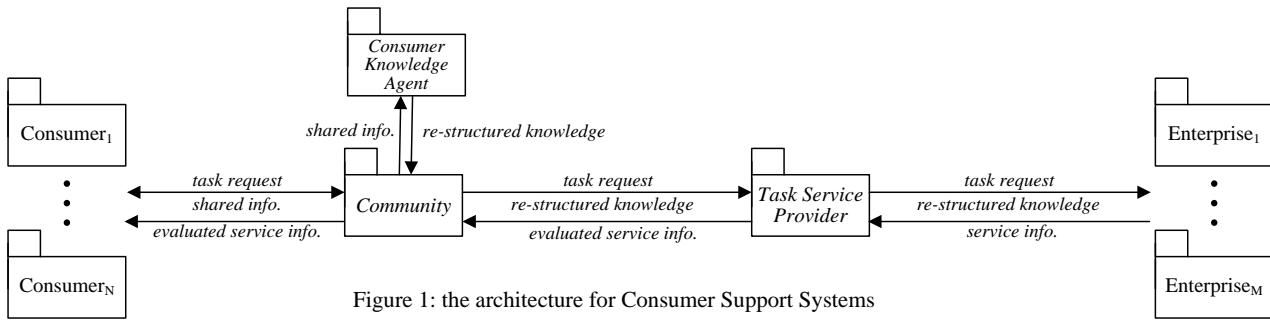 Consumer
Knowledge
Agent
Consumer1
Enterprise1
shared info.
re-structured knowledge
task request
shared info.
evaluated service info.
Community
task request
re-structured knowledge
evaluated service info.
Task Service
Provider
task request
re-structured knowledge
service info.
ConsumerN
EnterpriseM
Figure 1: the architecture for Consumer Support Systems